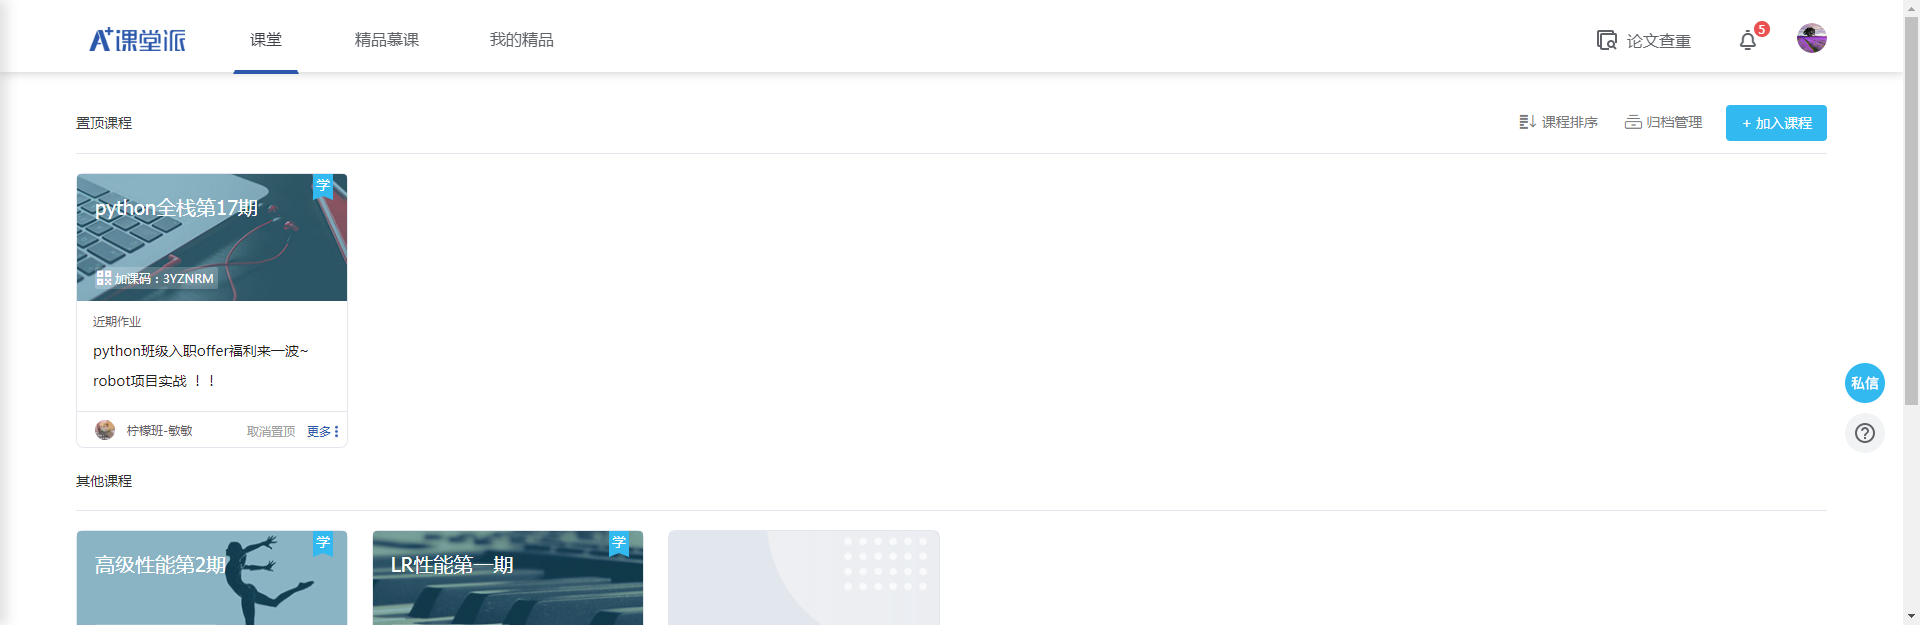 A+课堂派 课堂 精品慕课 我的精品 论文查重 5
置顶课程 课程排序 归档管理 + 加入课程
学
python全栈第17期
加课码：3YZNRM
近期作业
python班级入职offer福利来一波~
robot项目实战 ！！
柠檬班-敏敏 取消置顶 更多
私信
其他课程
学
高级性能第2期
学
LR性能第一期